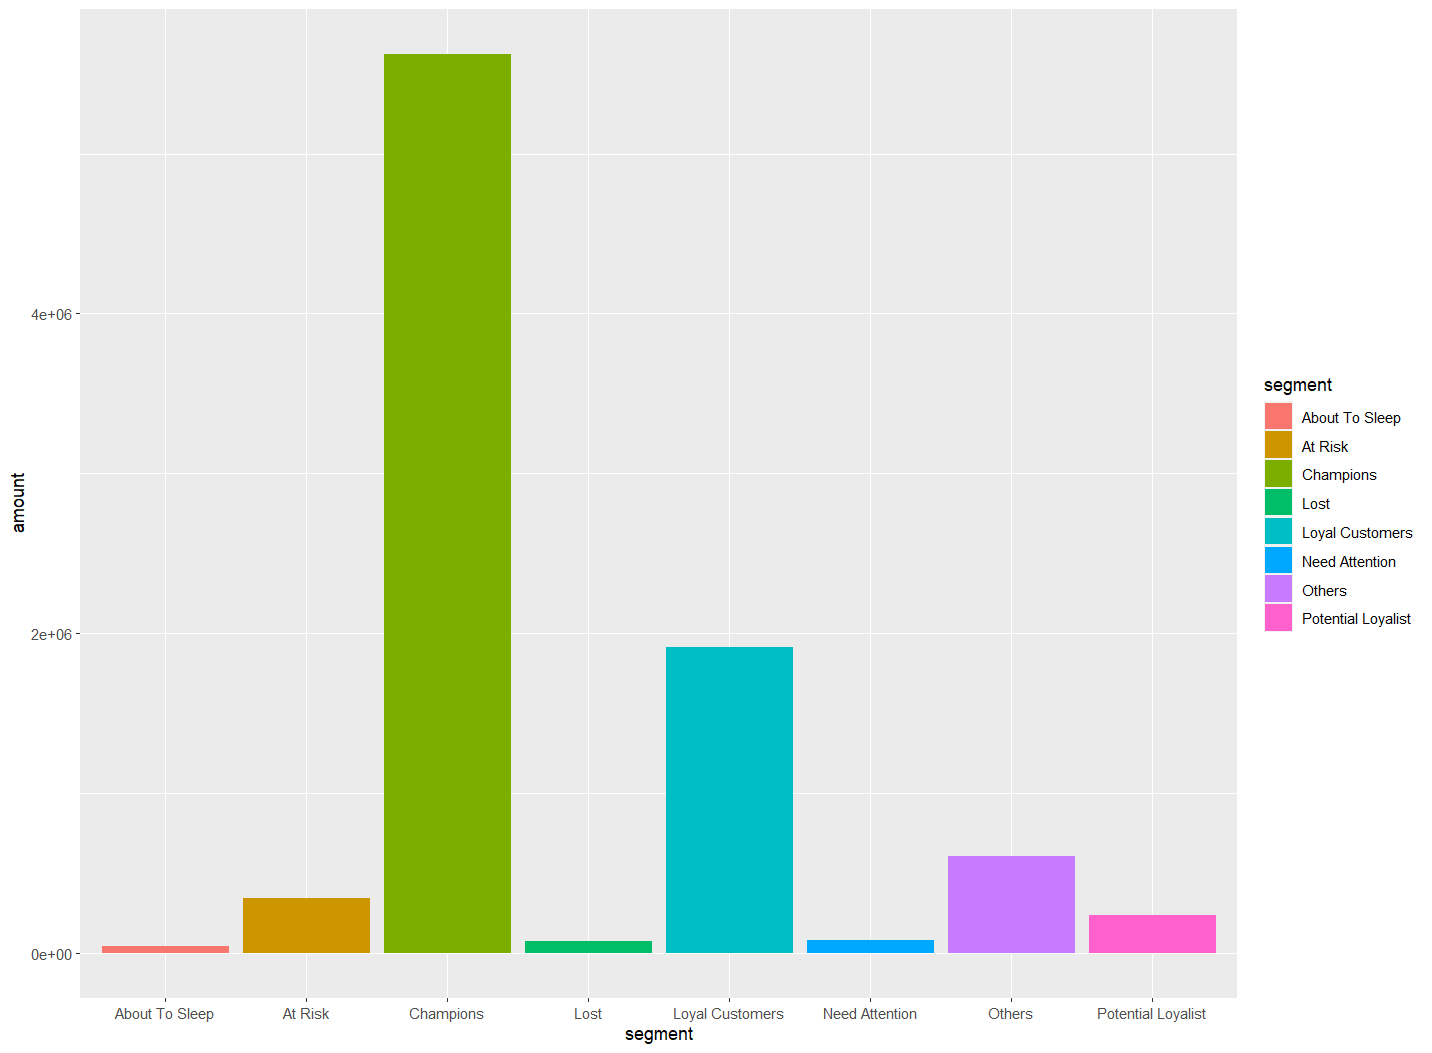 amount
4e+06
2e+06
0e+00
About To Sleep
At Risk
Champions
Lost
Loyal Customers
Need Attention
Others
Potential Loyalist
segment
segment
About To Sleep
At Risk
Champions
Lost
Loyal Customers
Need Attention
Others
Potential Loyalist